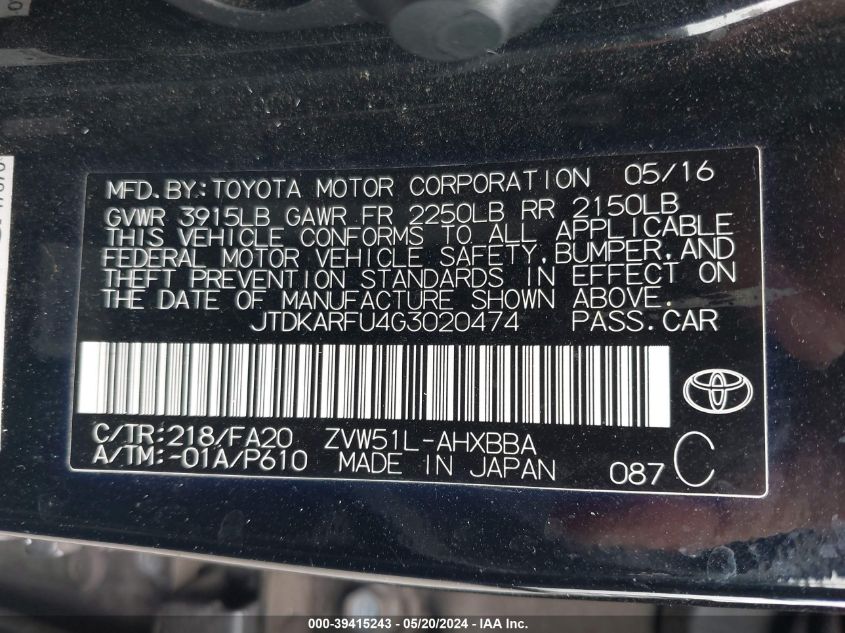 MFD.BY:TOYOTA MOTOR CORPORATION 05/16
GVWR 3915LB GAWR FR 2250LB RR 2150LB
THIS VEHICLE CONFORMS TO ALL APPLICABLE
FEDERAL MOTOR VEHICLE SAFETY,BUMPER,AND
THEFT PREVENTION STANDARDS IN EFFECT ON
THE DATE OF MANUFACTURE SHOWN ABOVE.
JTDKARFU4G3020474 PASS.CAR
C/TR:218/FA20 ZVW51L-AHXBBA
A/TM:-01A/P610 MADE IN JAPAN 087 C
000-39415243 - 05/20/2024 - IAA Inc.